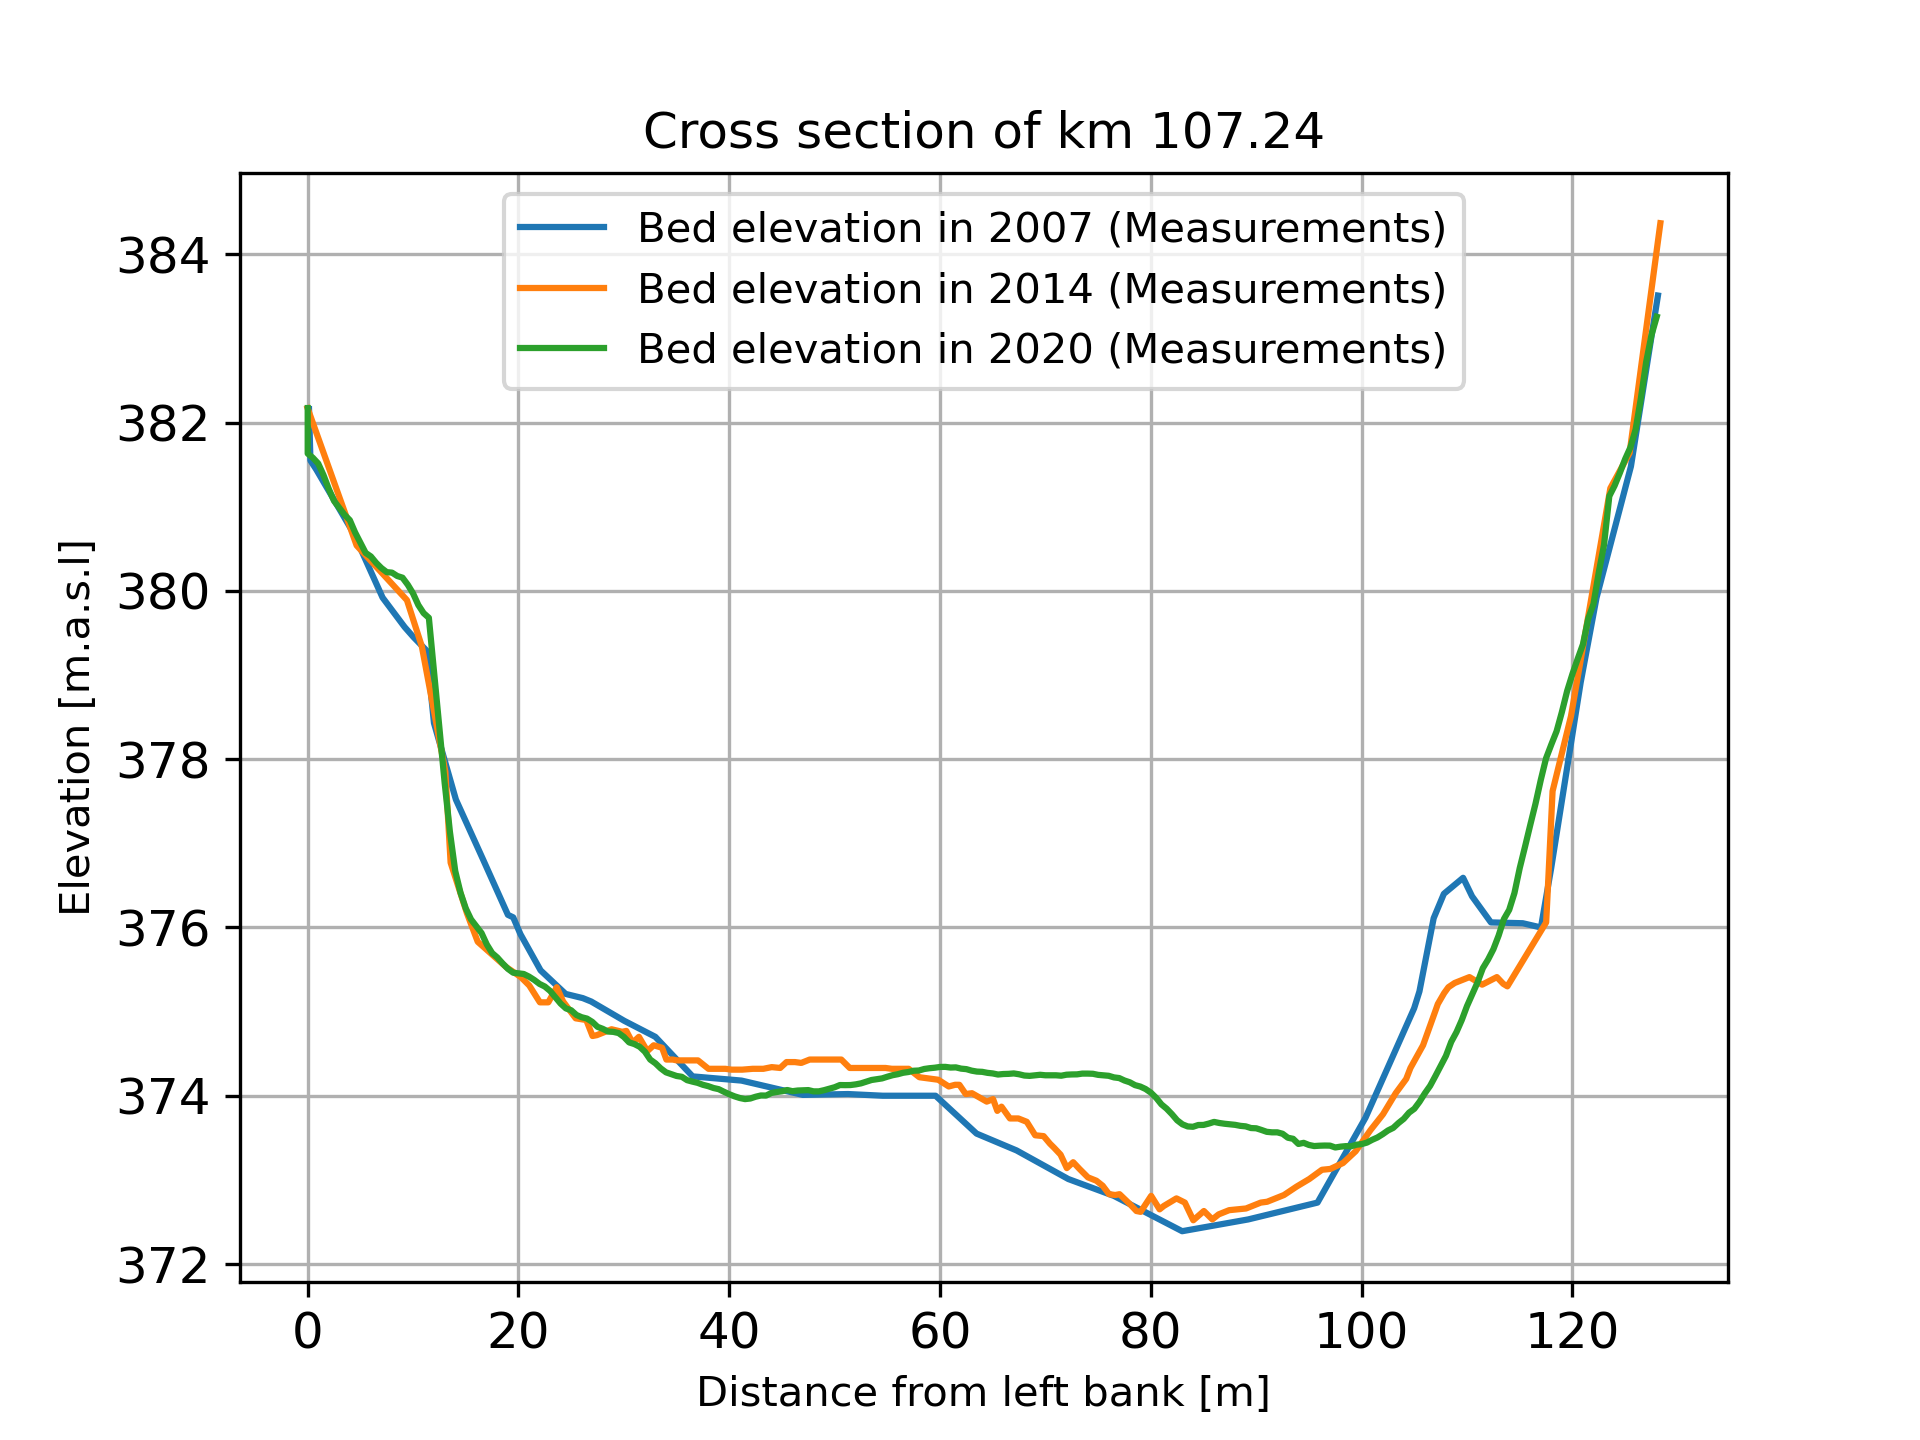 Cross section of km 107.24
Bed elevation in 2007 (Measurements)
Bed elevation in 2014 (Measurements)
Bed elevation in 2020 (Measurements)
Elevation [m.a.s.l]
384
382
380
378
376
374
372
0 20 40 60 80 100 120
Distance from left bank [m]